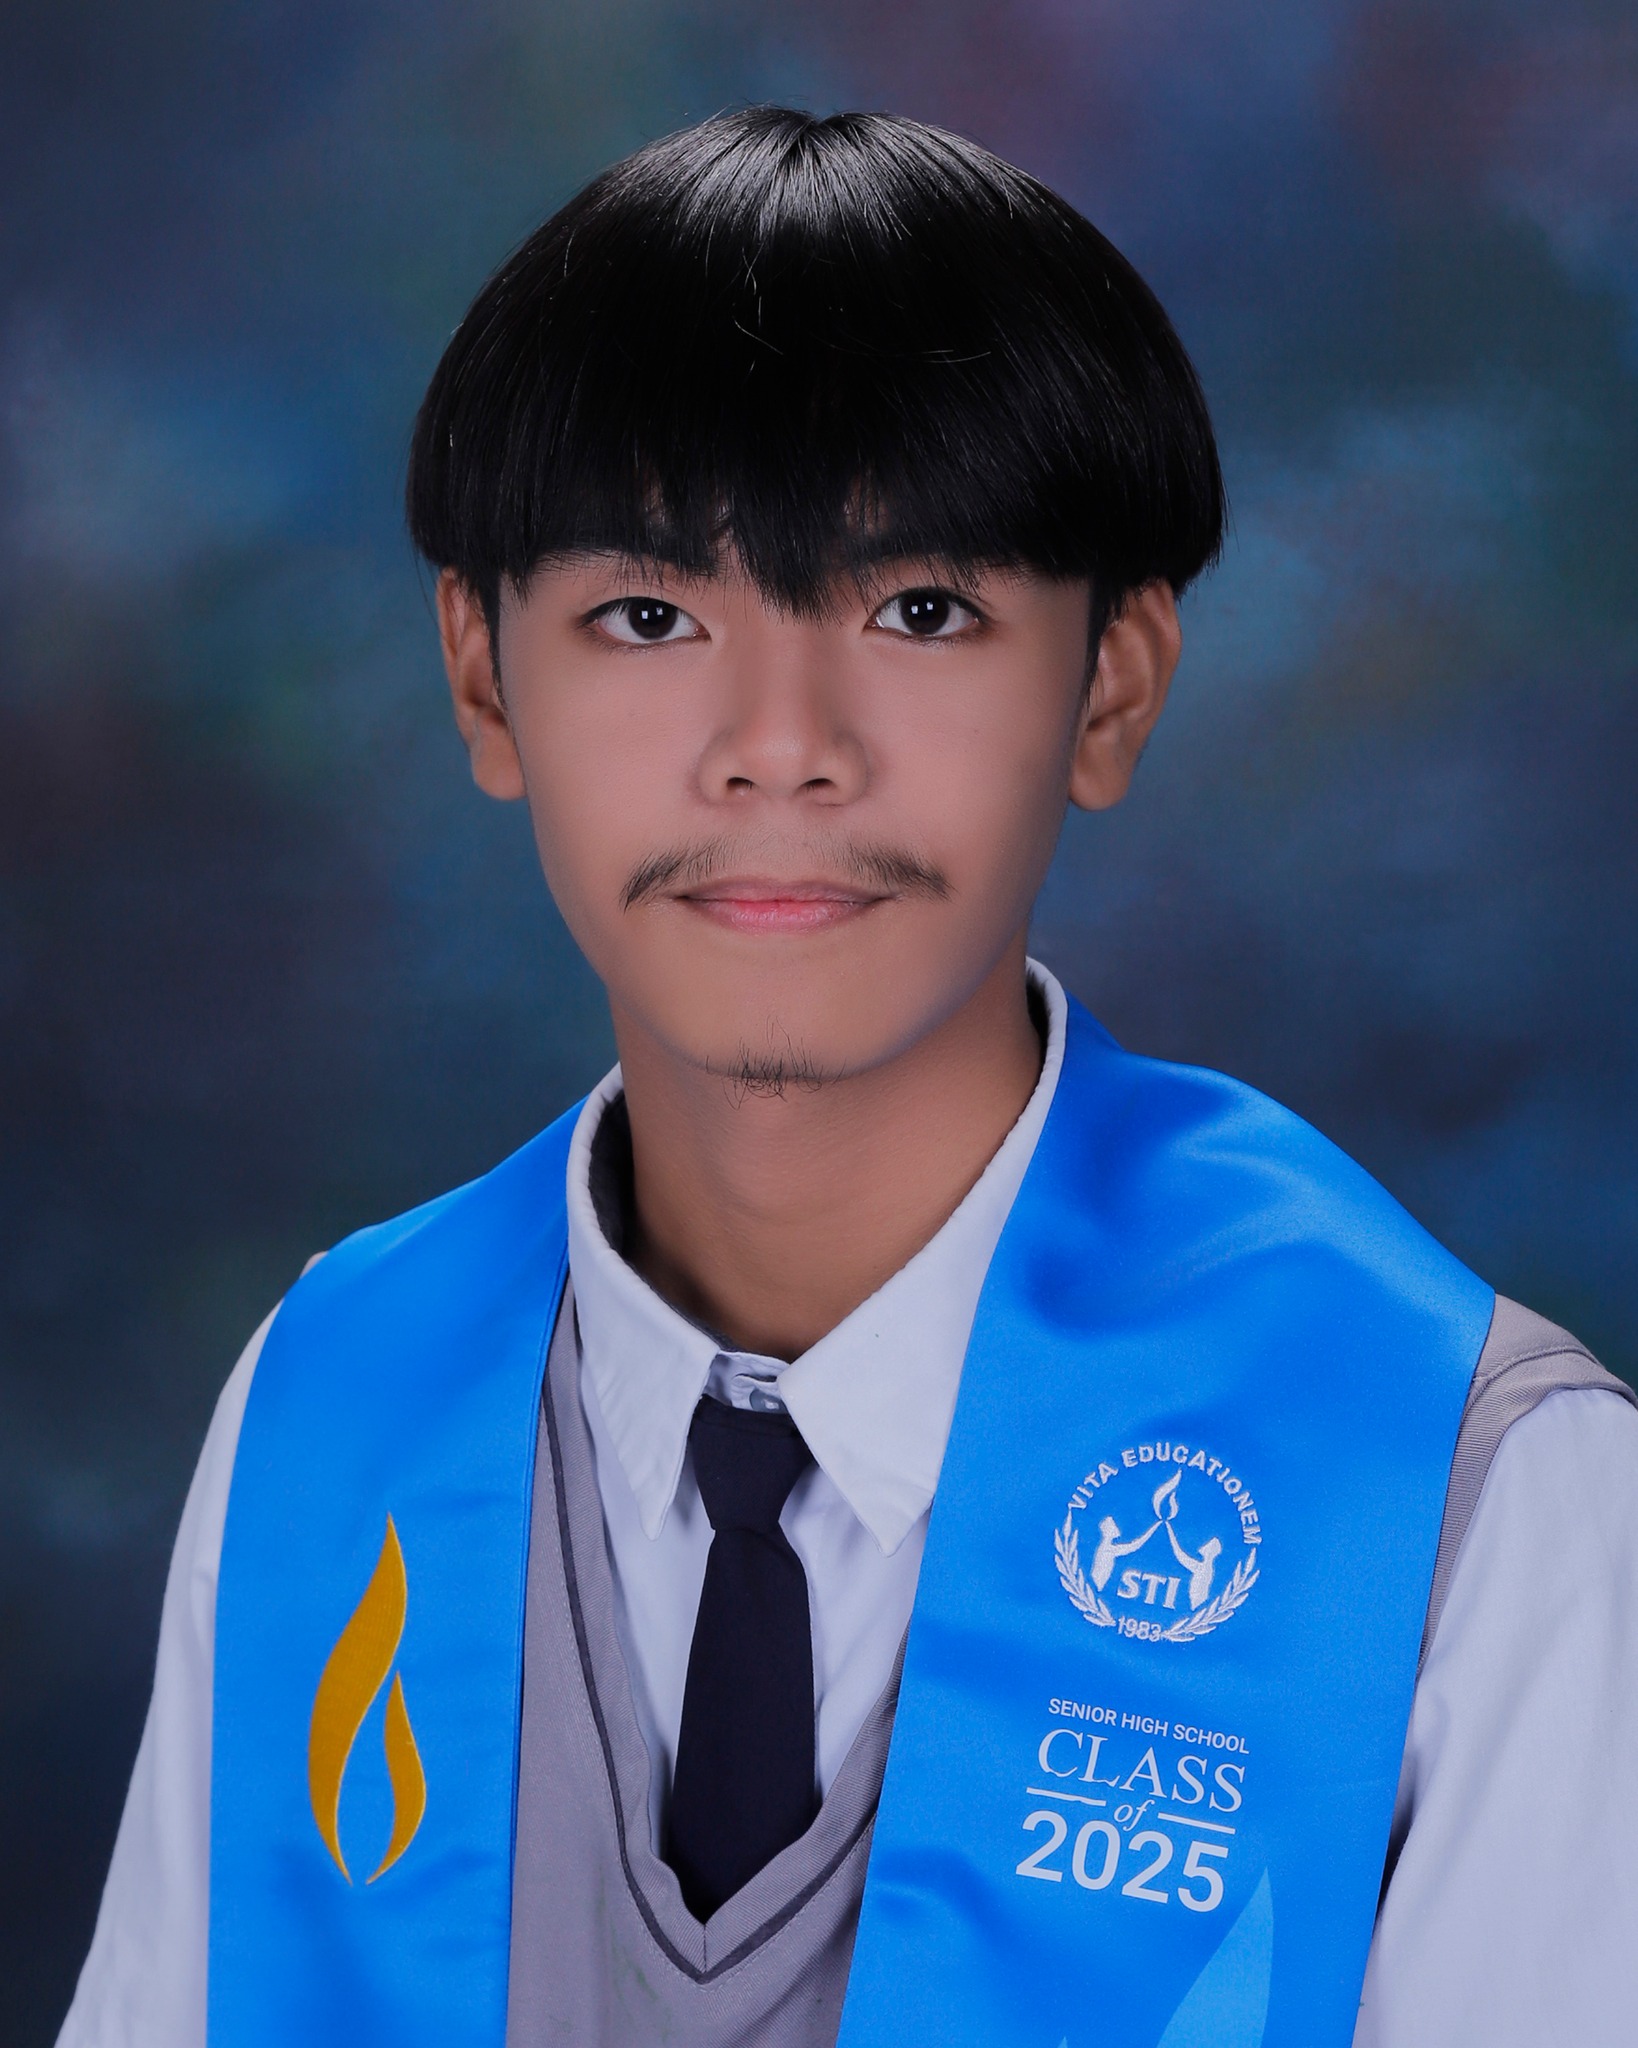 VITA EDUCATIONEM
STI
1983
SENIOR HIGH SCHOOL
CLASS
of
2025